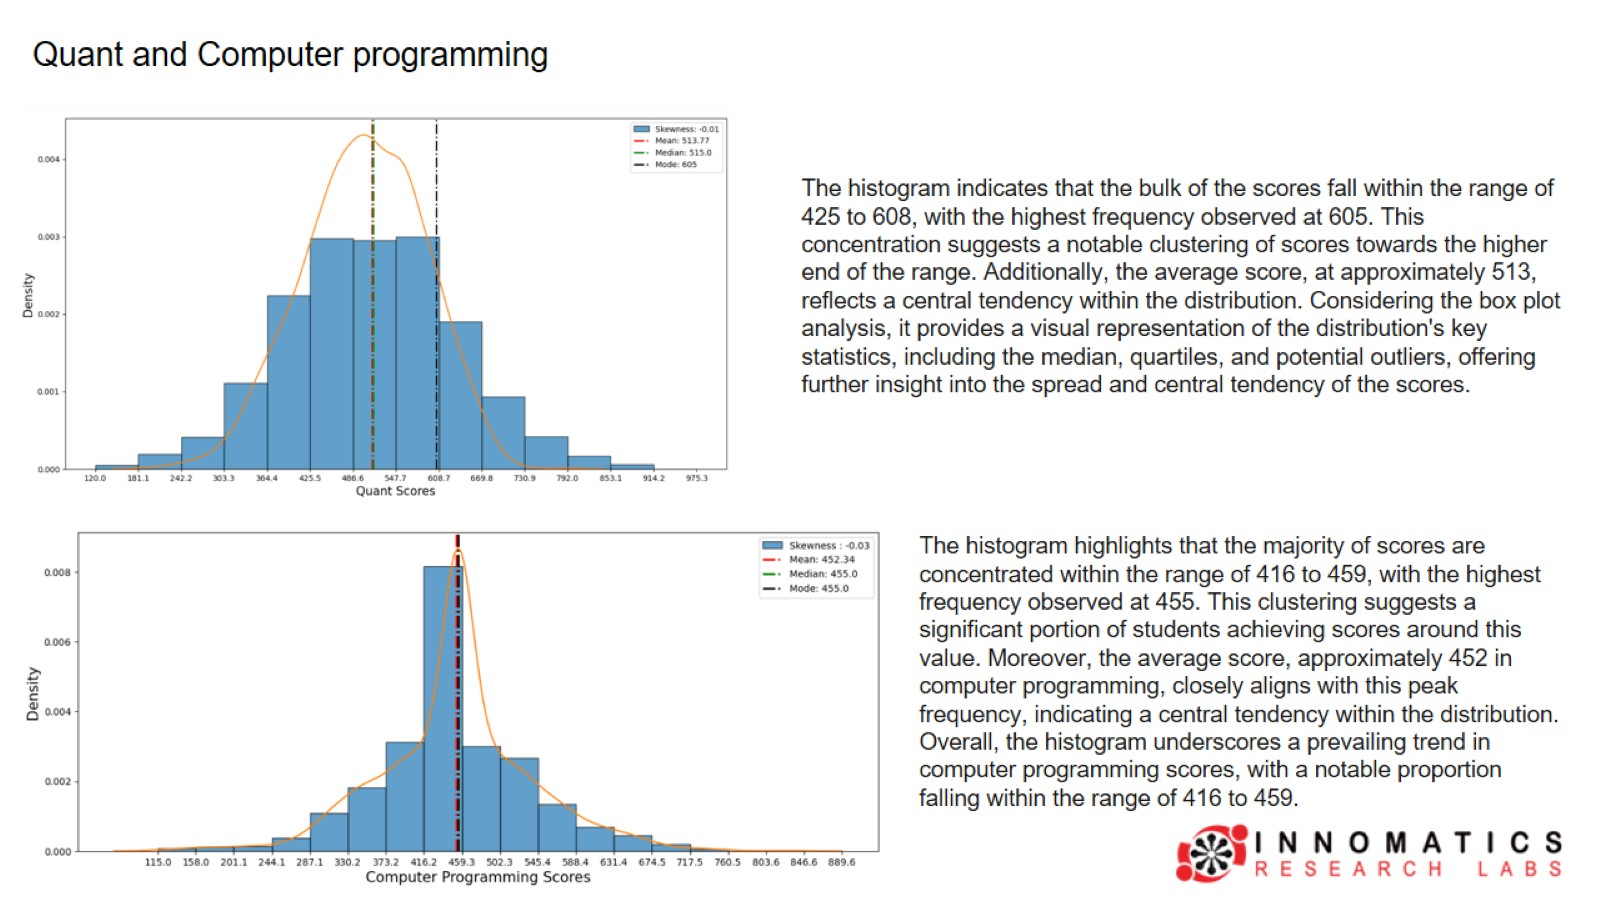 Quant and Computer programming
Skewness: -0.01
Mean: 513.77
Median: 515.0
Mode: 605
0.004
0.003
0.002
0.001
0.000
Density
120.0 181.1 242.2 303.3 364.4 425.5 486.6 547.7 608.7 669.8 730.9 792.0 853.1 914.2 975.3
Quant Scores
The histogram indicates that the bulk of the scores fall within the range of
425 to 608, with the highest frequency observed at 605. This
concentration suggests a notable clustering of scores towards the higher
end of the range. Additionally, the average score, at approximately 513,
reflects a central tendency within the distribution. Considering the box plot
analysis, it provides a visual representation of the distribution's key
statistics, including the median, quartiles, and potential outliers, offering
further insight into the spread and central tendency of the scores.
Skewness : -0.03
Mean: 452.34
Median: 455.0
Mode: 455.0
0.008
0.006
0.004
0.002
0.000
Density
115.0 158.0 201.1 244.1 287.1 330.2 373.2 416.2 459.3 502.3 545.4 588.4 631.4 674.5 717.5 760.5 803.6 846.6 889.6
Computer Programming Scores
The histogram highlights that the majority of scores are
concentrated within the range of 416 to 459, with the highest
frequency observed at 455. This clustering suggests a
significant portion of students achieving scores around this
value. Moreover, the average score, approximately 452 in
computer programming, closely aligns with this peak
frequency, indicating a central tendency within the distribution.
Overall, the histogram underscores a prevailing trend in
computer programming scores, with a notable proportion
falling within the range of 416 to 459.
INNOMATICS
RESEARCH LABS